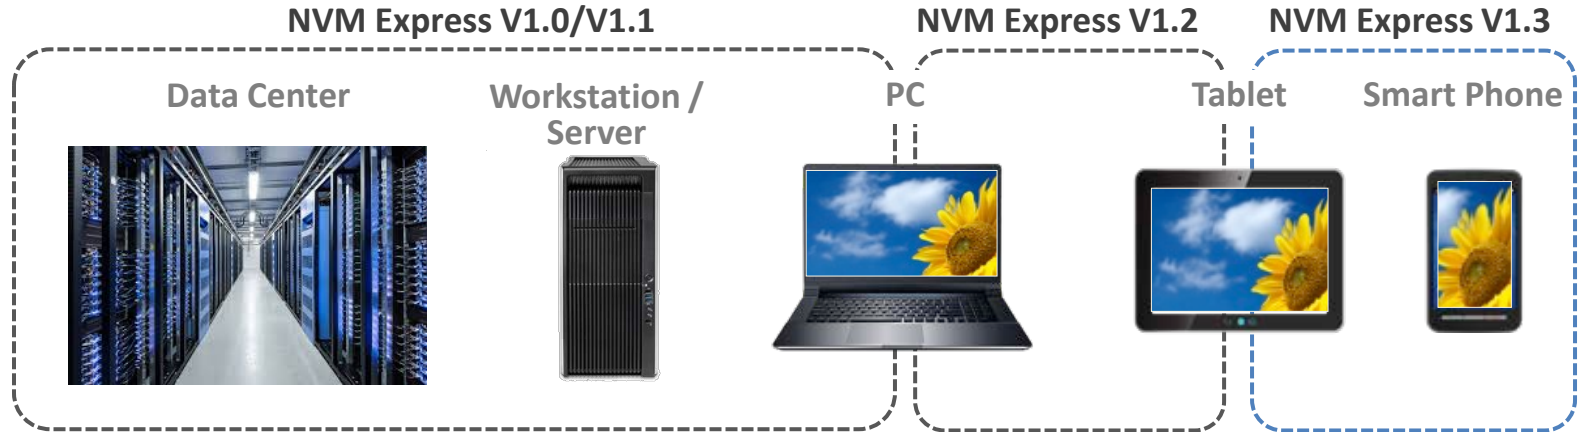 NVM Express V1.0/V1.1
NVM Express V1.2
NVM Express V1.3
Data Center
Workstation /
Server
PC
Tablet
Smart Phone